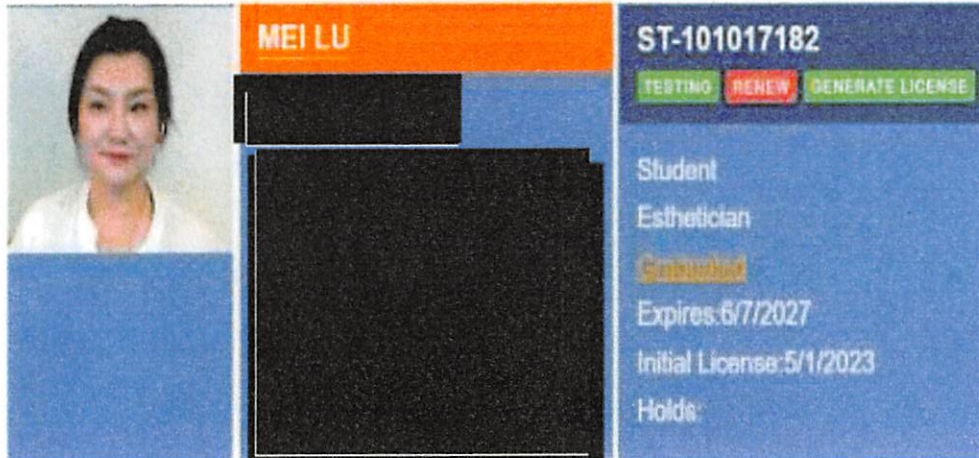 MEI LU
ST-101017182
TESTING RENEW GENERATE LICENSE
Student
Esthetician
Expires:6/7/2027
Initial License:5/1/2023
Holds: